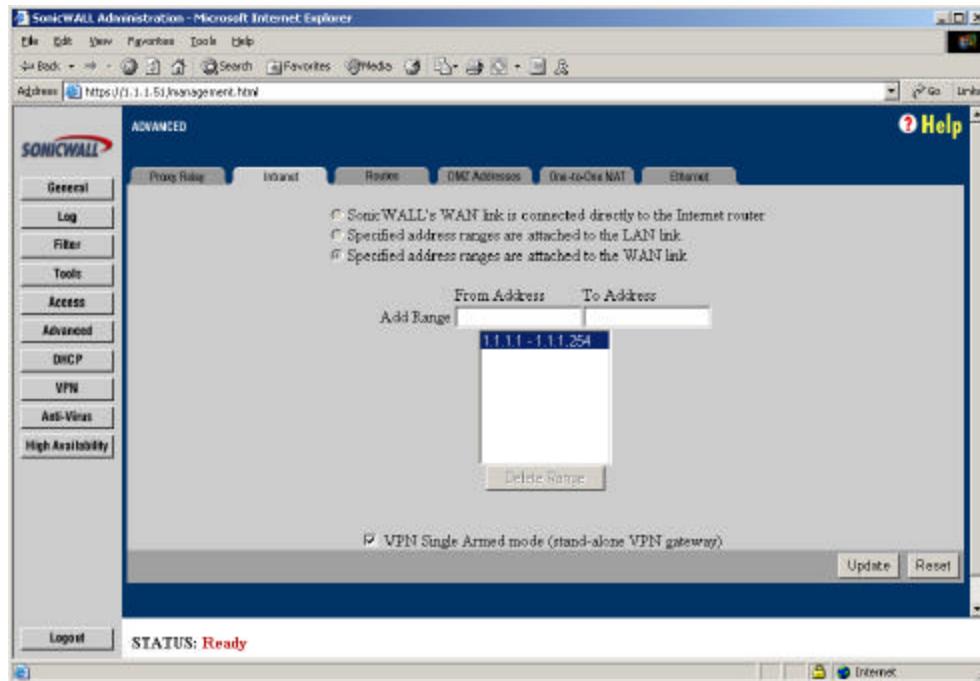 SonicWALL Administration - Microsoft Internet Explorer
File Edit View Favorites Tools Help
Back Search Favorites Media
Address https://1.1.1.51/management.html Go Links
SONICWALL
ADVANCED
? Help
Proxy Relay Intranet Routes DMZ Addresses One-to-One NAT Ethernet
General
Log
Filter
Tools
Access
Advanced
DHCP
VPN
Anti-Virus
High Availability
SonicWALL's WAN link is connected directly to the Internet router
Specified address ranges are attached to the LAN link
Specified address ranges are attached to the WAN link
From Address To Address
Add Range
1.1.1.1 - 1.1.1.254
Delete Range
VPN Single Armed mode (stand-alone VPN gateway)
Update Reset
Logout
STATUS: Ready
Internet